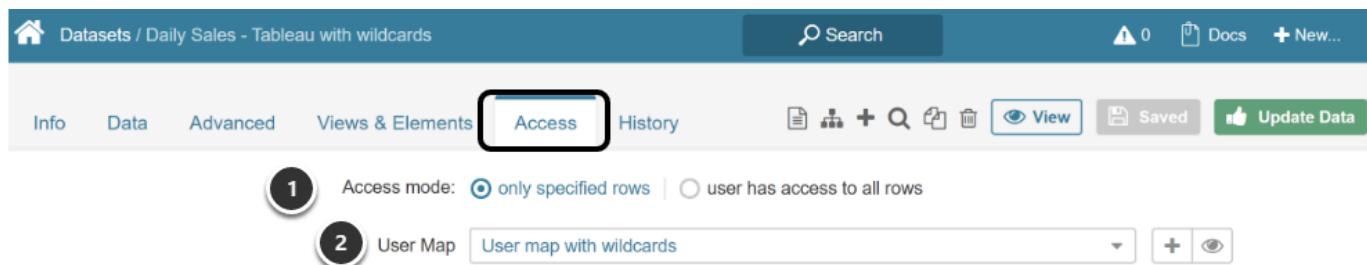 Datasets / Daily Sales - Tableau with wildcards Search 0 Docs New...
Info Data Advanced Views & Elements Access History View Saved Update Data
1 Access mode: only specified rows user has access to all rows
2 User Map User map with wildcards